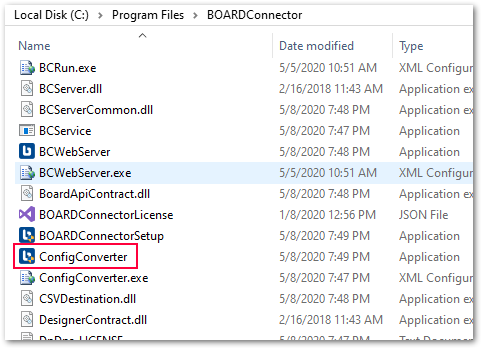 Local Disk (C:) > Program Files > BOARDConnector
Name Date modified Type
BCRun.exe 5/5/2020 10:51 AM XML Configur
BCServer.dll 2/16/2018 11:43 AM Application ex
BCServerCommon.dll 5/8/2020 7:48 PM Application ex
BCService 5/8/2020 7:47 PM Application
BCWebServer 5/8/2020 7:48 PM Application
BCWebServer.exe 5/5/2020 10:51 AM XML Configur
BoardApiContract.dll 5/8/2020 7:48 PM Application ex
BOARDConnectorLicense 1/8/2020 12:56 PM JSON File
BOARDConnectorSetup 5/8/2020 7:49 PM Application
ConfigConverter 5/8/2020 7:49 PM Application
ConfigConverter.exe 5/8/2020 7:47 PM XML Configur
CSVDestination.dll 5/8/2020 7:48 PM Application ex
DesignerContract.dll 2/16/2018 11:43 AM Application ex